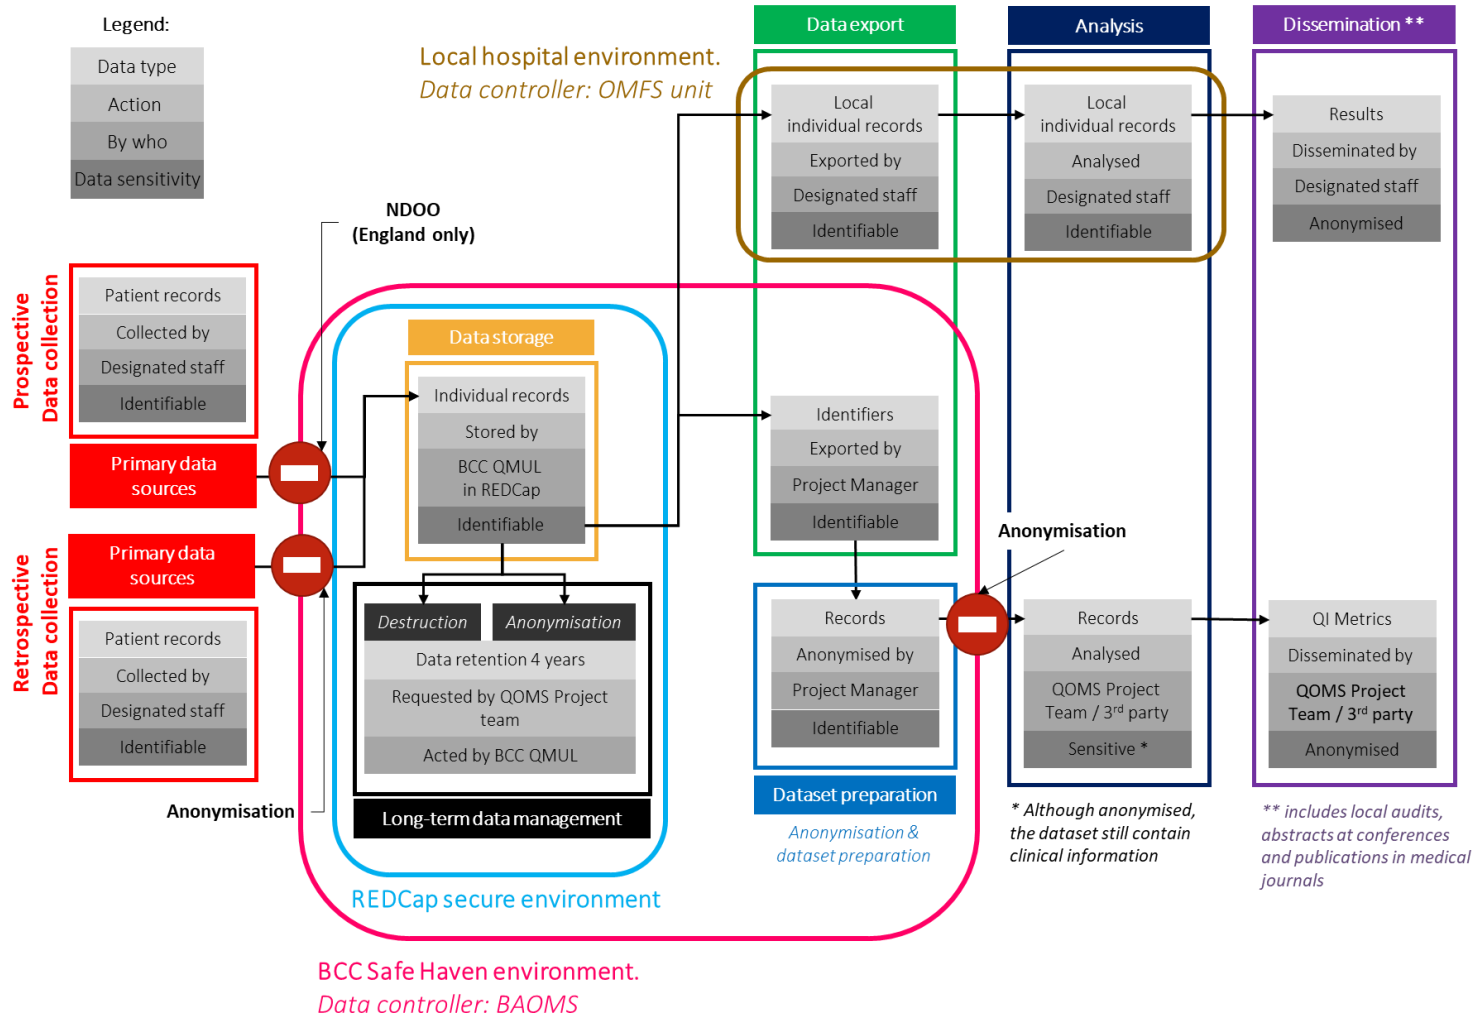 Legend:
Data type
Action
By who
Data sensitivity
Local hospital environment.
Data controller: OMFS unit
Data export
Analysis
Dissemination **
Local
individual records
Exported by
Designated staff
Identifiable
Local
individual records
Analysed
Designated staff
Identifiable
Results
Disseminated by
Designated staff
Anonymised
NDOO
(England only)
Prospective
Data collection
Patient records
Collected by
Designated staff
Identifiable
Primary data
sources
Retrospective
Data collection
Primary data
sources
Patient records
Collected by
Designated staff
Identifiable
Anonymisation
Data storage
Individual records
Stored by
BCC QMUL
in REDCap
Identifiable
Destruction
Anonymisation
Data retention 4 years
Requested by QOMS Project
team
Acted by BCC QMUL
Long-term data management
REDCap secure environment
BCC Safe Haven environment.
Data controller: BAOMS
Identifiers
Exported by
Project Manager
Identifiable
Records
Anonymised by
Project Manager
Identifiable
Dataset preparation
Anonymisation &
dataset preparation
Anonymisation
Records
Analysed
QOMS Project
Team / 3rd party
Sensitive *
* Although anonymised,
the dataset still contain
clinical information
QI Metrics
Disseminated by
QOMS Project
Team / 3rd party
Anonymised
** includes local audits,
abstracts at conferences
and publications in medical
journals